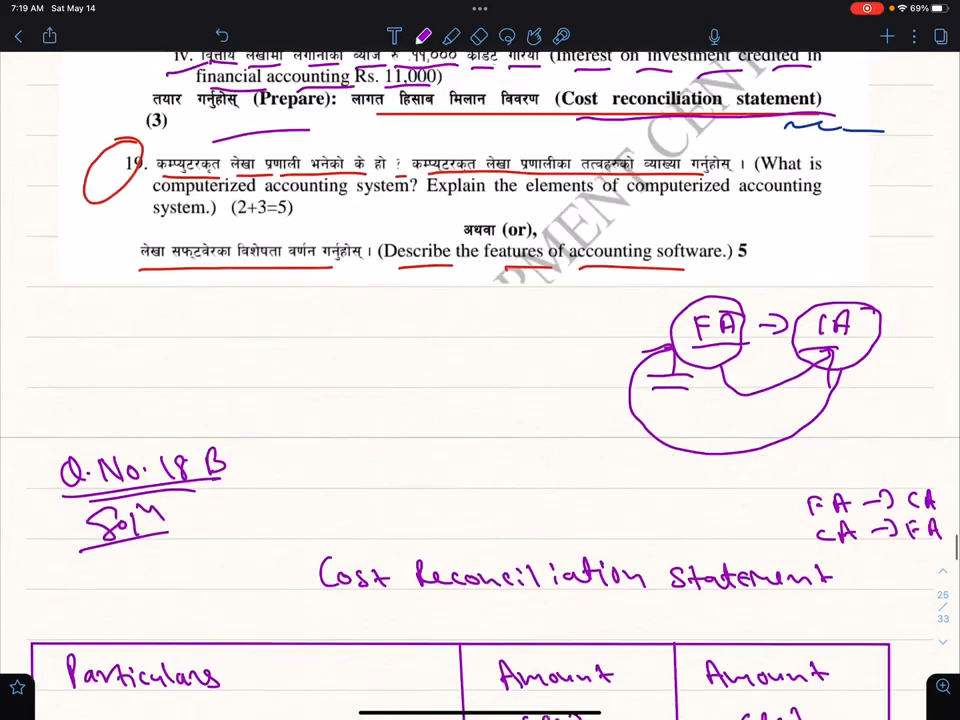 7:19 AM Sat May 14
69%
iv. वित्तीय लेखामा लगानीको ब्याज रु ११,००० क्रेडिट गरियो (Interest on investment credited in
financial accounting Rs. 11,000)
तयार गर्नुहोस् (Prepare): लागत हिसाब मिलान विवरण (Cost reconciliation statement)
(3)
19. कम्प्युटरकृत लेखा प्रणाली भनेको के हो ? कम्प्युटरकृत लेखा प्रणालीका तत्वहरुको व्याख्या गर्नुहोस् । (What is
computerized accounting system? Explain the elements of computerized accounting
system.) (2+3=5)
अथवा (or),
लेखा सफ्टवेरका विशेषता वर्णन गर्नुहोस् । (Describe the features of accounting software.) 5
FA → CA
Q. No. 18 B
Soln
FA → CA
CA → FA
Cost Reconciliation Statement
26
/
33
Particulars Amount Amount